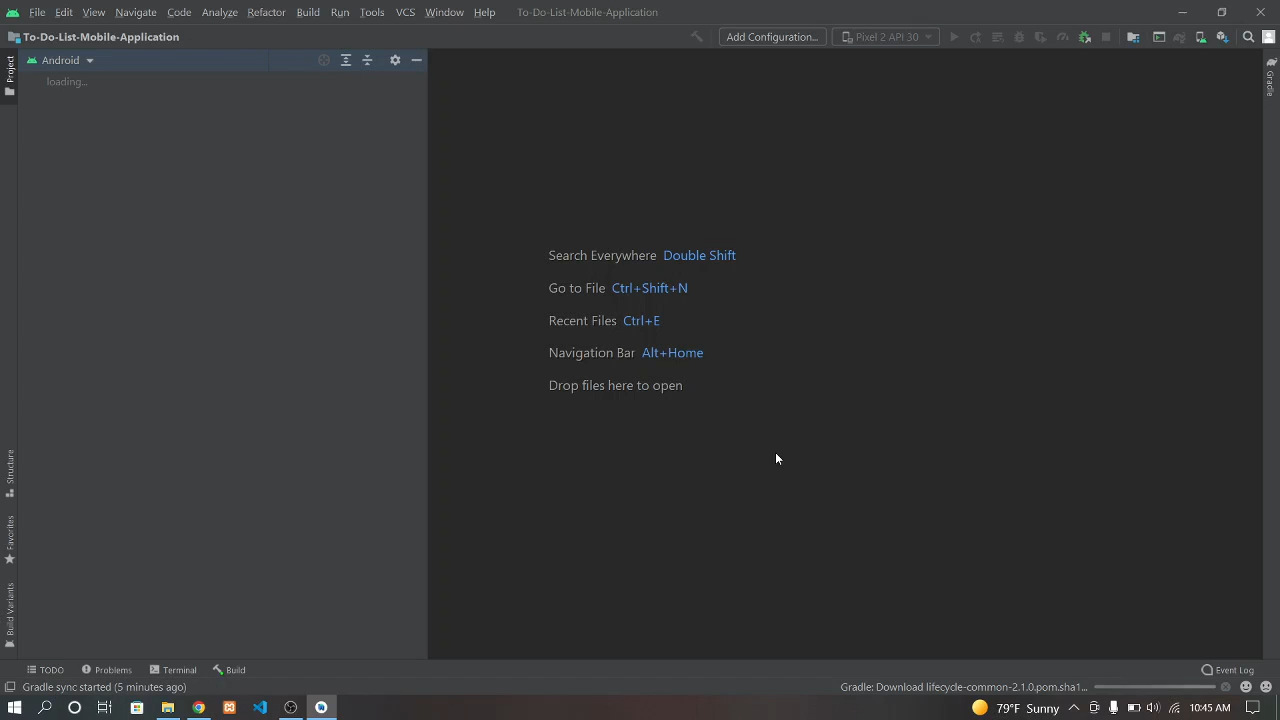 File Edit View Navigate Code Analyze Refactor Build Run Tools VCS Window Help To-Do-List-Mobile-Application
To-Do-List-Mobile-Application Add Configuration... Pixel 2 API 30
Project
Android
loading...
Gradle
Search Everywhere Double Shift
Go to File Ctrl+Shift+N
Recent Files Ctrl+E
Navigation Bar Alt+Home
Drop files here to open
Structure
Favorites
Build Variants
TODO Problems Terminal Build Event Log
Gradle sync started (5 minutes ago) Gradle: Download lifecycle-common-2.1.0.pom.sha1...
79°F Sunny 10:45 AM